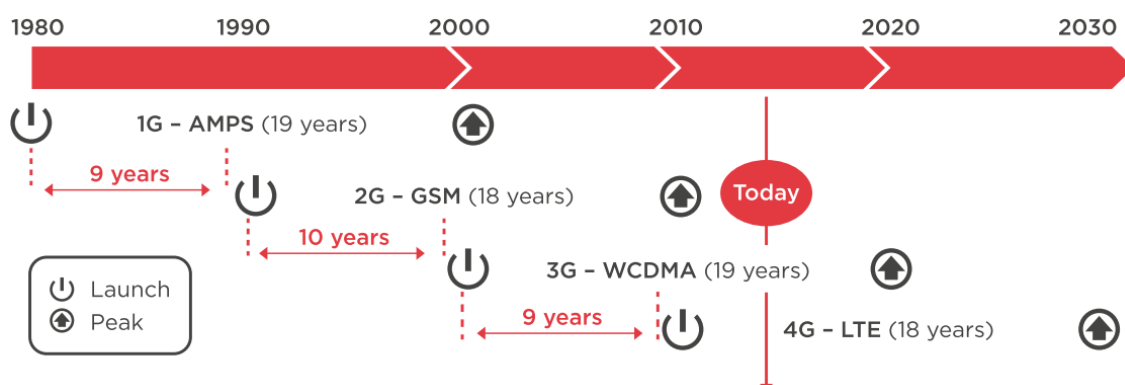 1980 1990 2000 2010 2020 2030
1G – AMPS (19 years)
9 years
2G – GSM (18 years)
Today
10 years
3G – WCDMA (19 years)
Launch
Peak
9 years
4G – LTE (18 years)